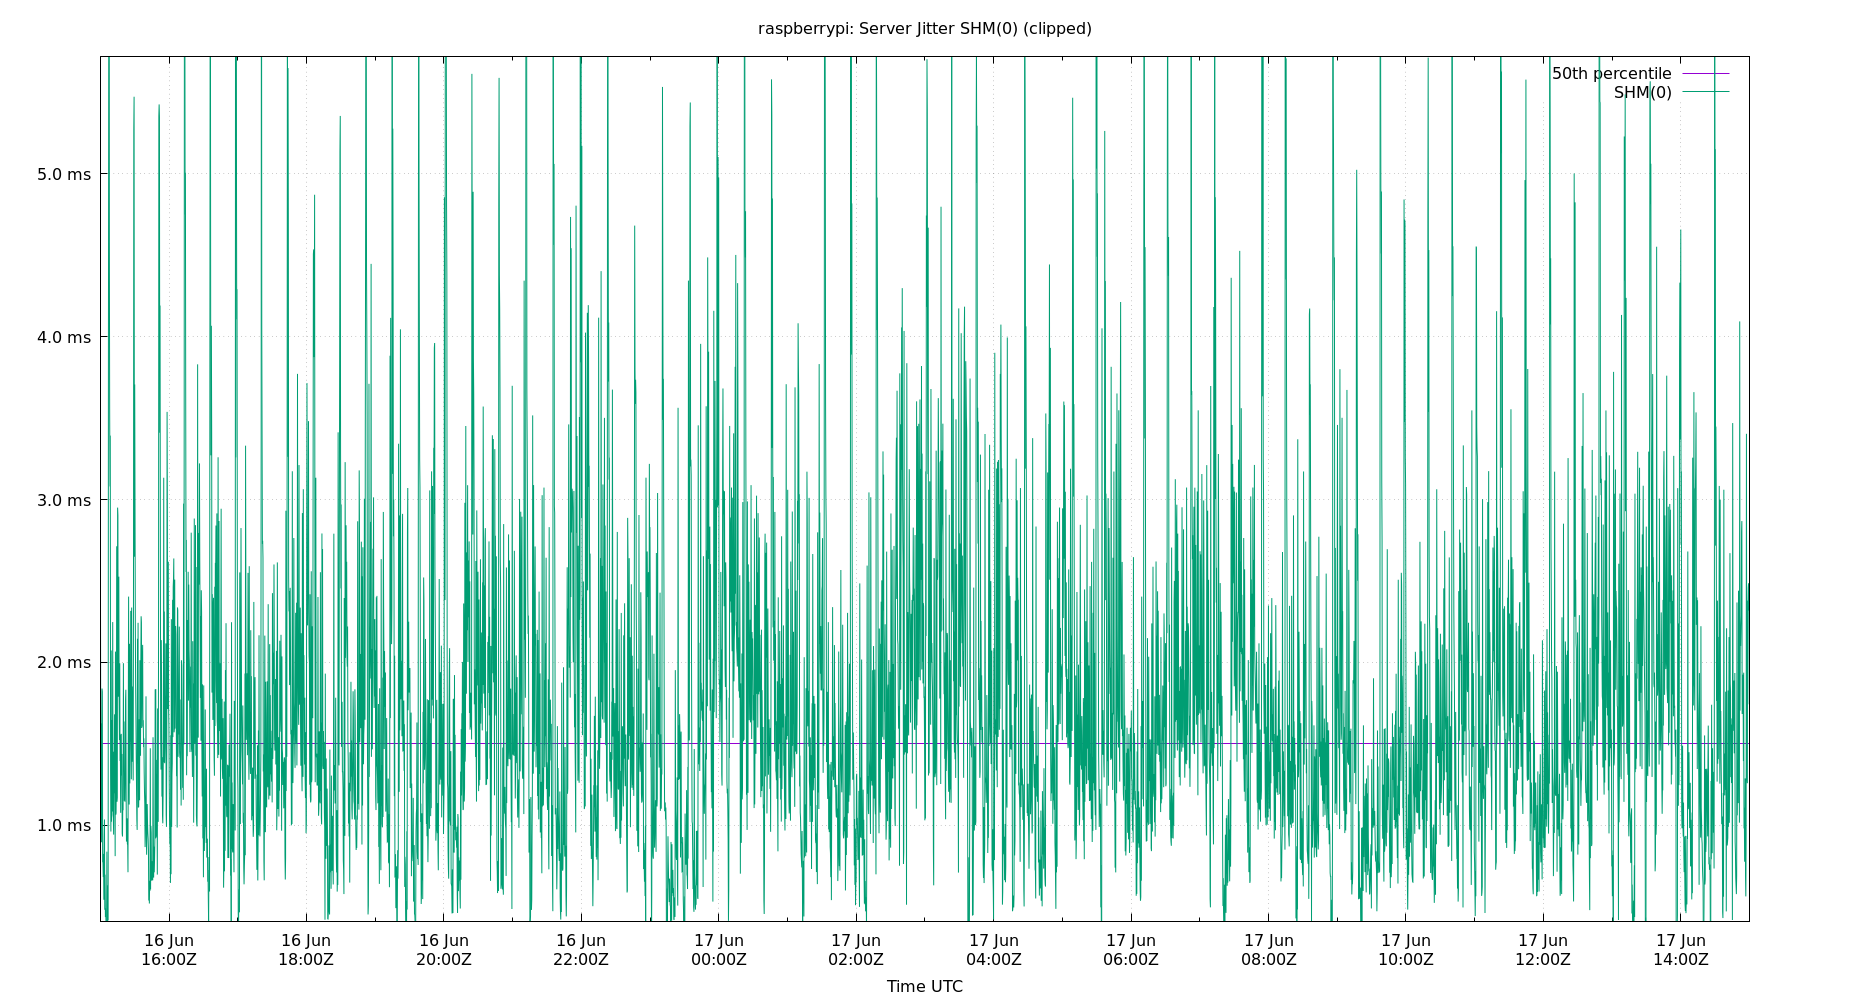 raspberrypi: Server Jitter SHM(0) (clipped)
50th percentile
SHM(0)
5.0 ms
4.0 ms
3.0 ms
2.0 ms
1.0 ms
16 Jun 16 Jun 16 Jun 16 Jun 17 Jun 17 Jun 17 Jun 17 Jun 17 Jun 17 Jun 17 Jun 17 Jun
16:00Z 18:00Z 20:00Z 22:00Z 00:00Z 02:00Z 04:00Z 06:00Z 08:00Z 10:00Z 12:00Z 14:00Z
Time UTC